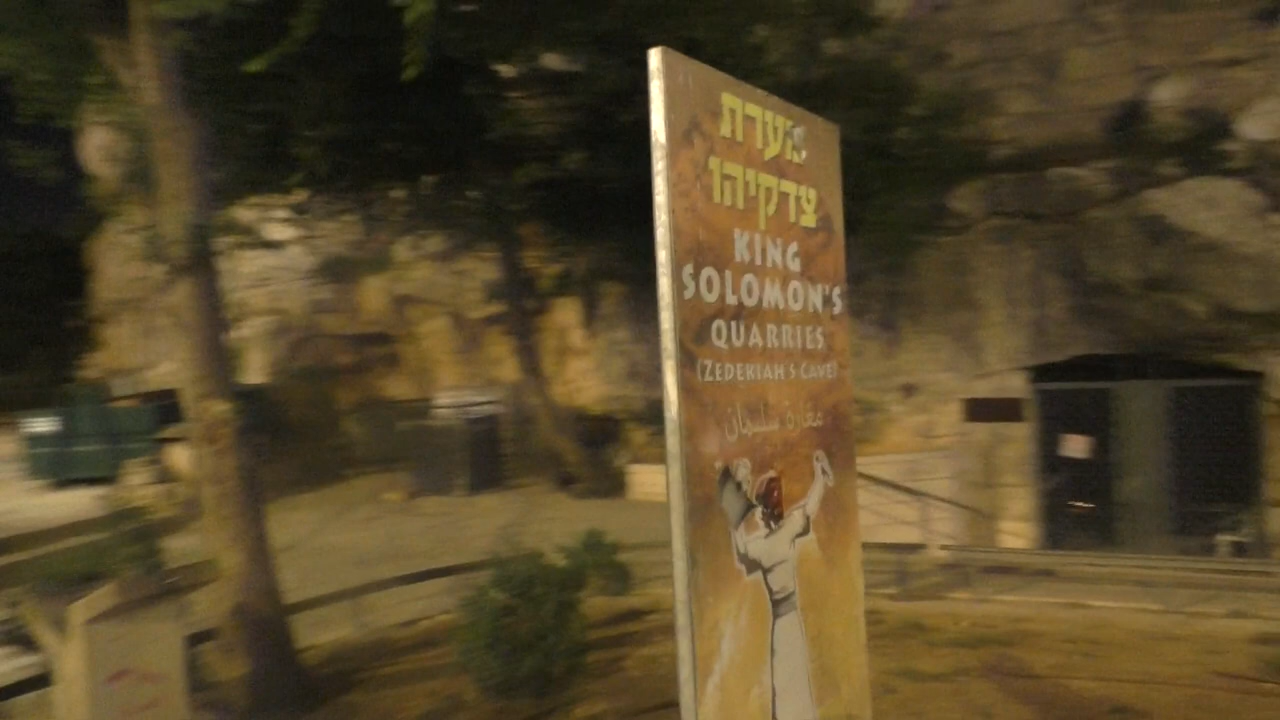 מערת
צדקיהו
KING
SOLOMON'S
QUARRIES
(ZEDEKIAH'S CAVE)
مغارة سليمان